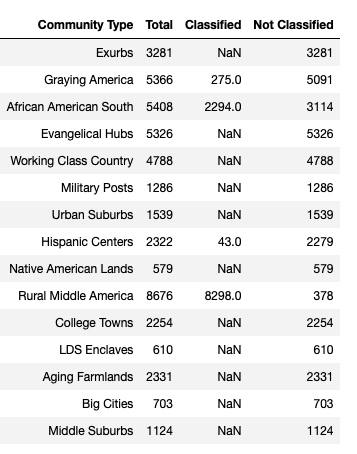 Community Type Total Classified Not Classified
Exurbs 3281 NaN 3281
Graying America 5366 275.0 5091
African American South 5408 2294.0 3114
Evangelical Hubs 5326 NaN 5326
Working Class Country 4788 NaN 4788
Military Posts 1286 NaN 1286
Urban Suburbs 1539 NaN 1539
Hispanic Centers 2322 43.0 2279
Native American Lands 579 NaN 579
Rural Middle America 8676 8298.0 378
College Towns 2254 NaN 2254
LDS Enclaves 610 NaN 610
Aging Farmlands 2331 NaN 2331
Big Cities 703 NaN 703
Middle Suburbs 1124 NaN 1124